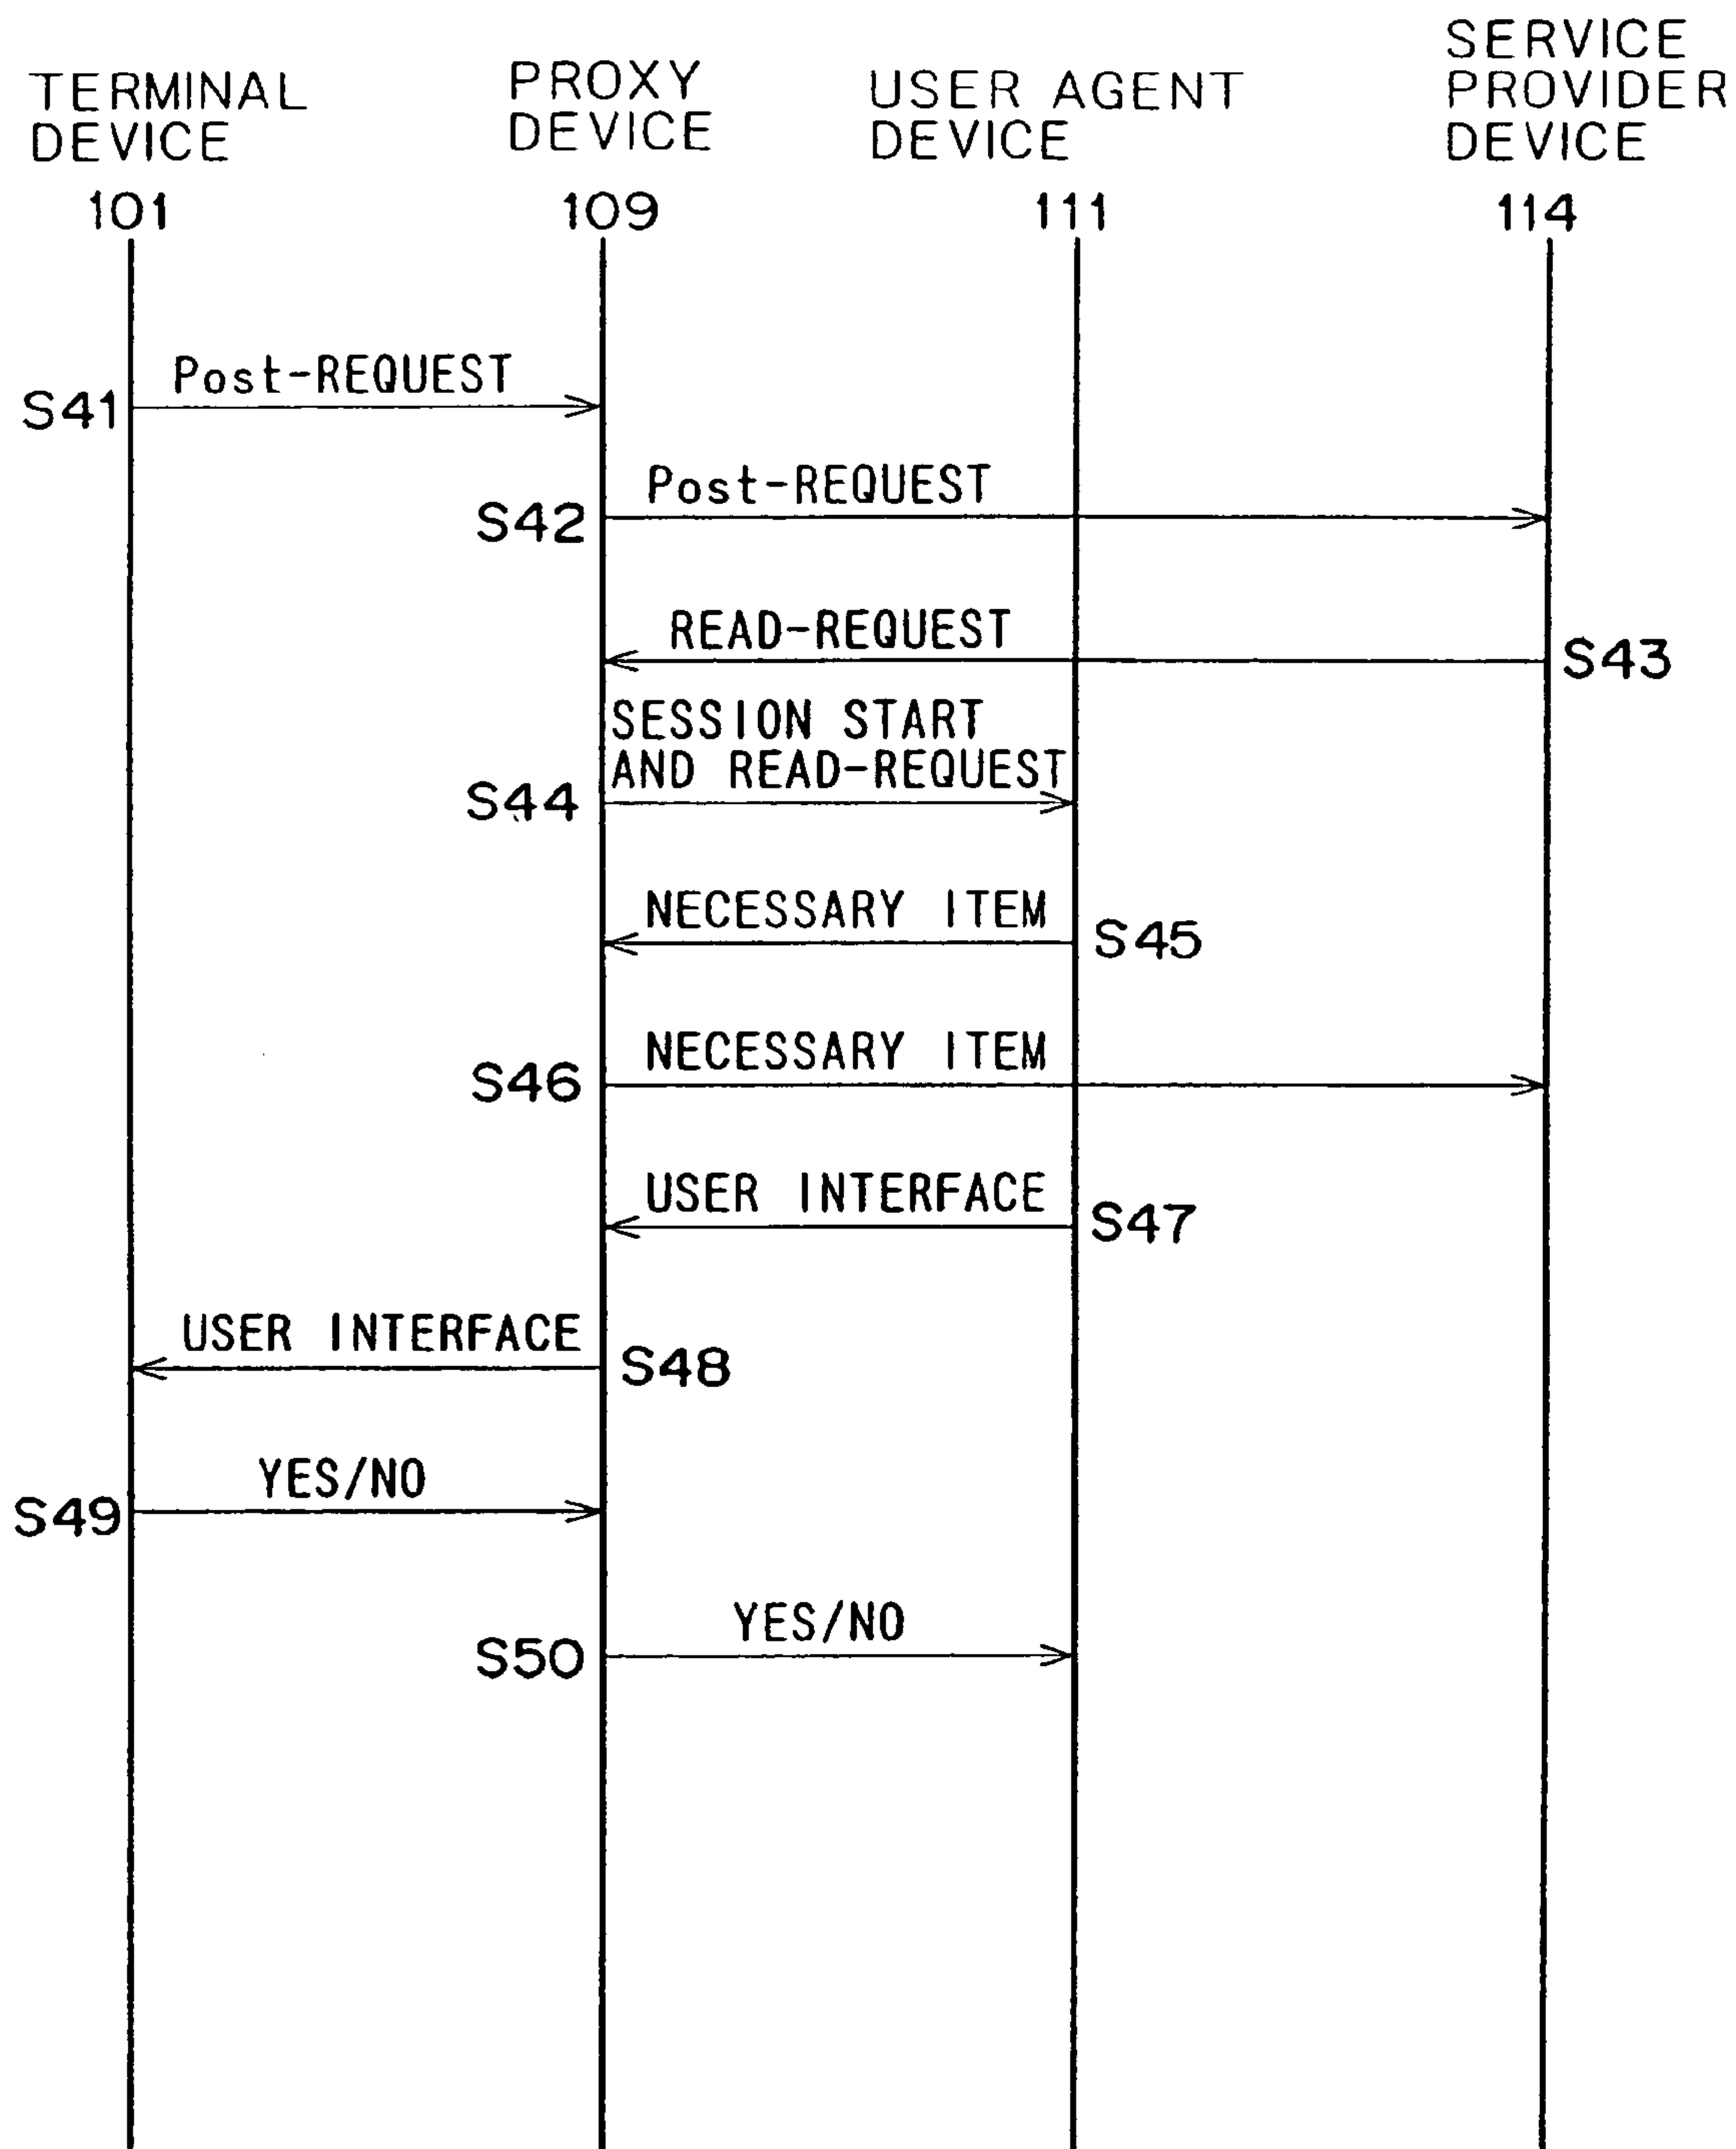 TERMINAL
DEVICE
101
PROXY
DEVICE
109
USER AGENT
DEVICE
111
SERVICE
PROVIDER
DEVICE
114
S41
Post-REQUEST
S42
Post-REQUEST
READ-REQUEST
S43
SESSION START
AND READ-REQUEST
S44
NECESSARY ITEM
S45
NECESSARY ITEM
S46
USER INTERFACE
S47
USER INTERFACE
S48
YES/NO
S49
YES/NO
S50